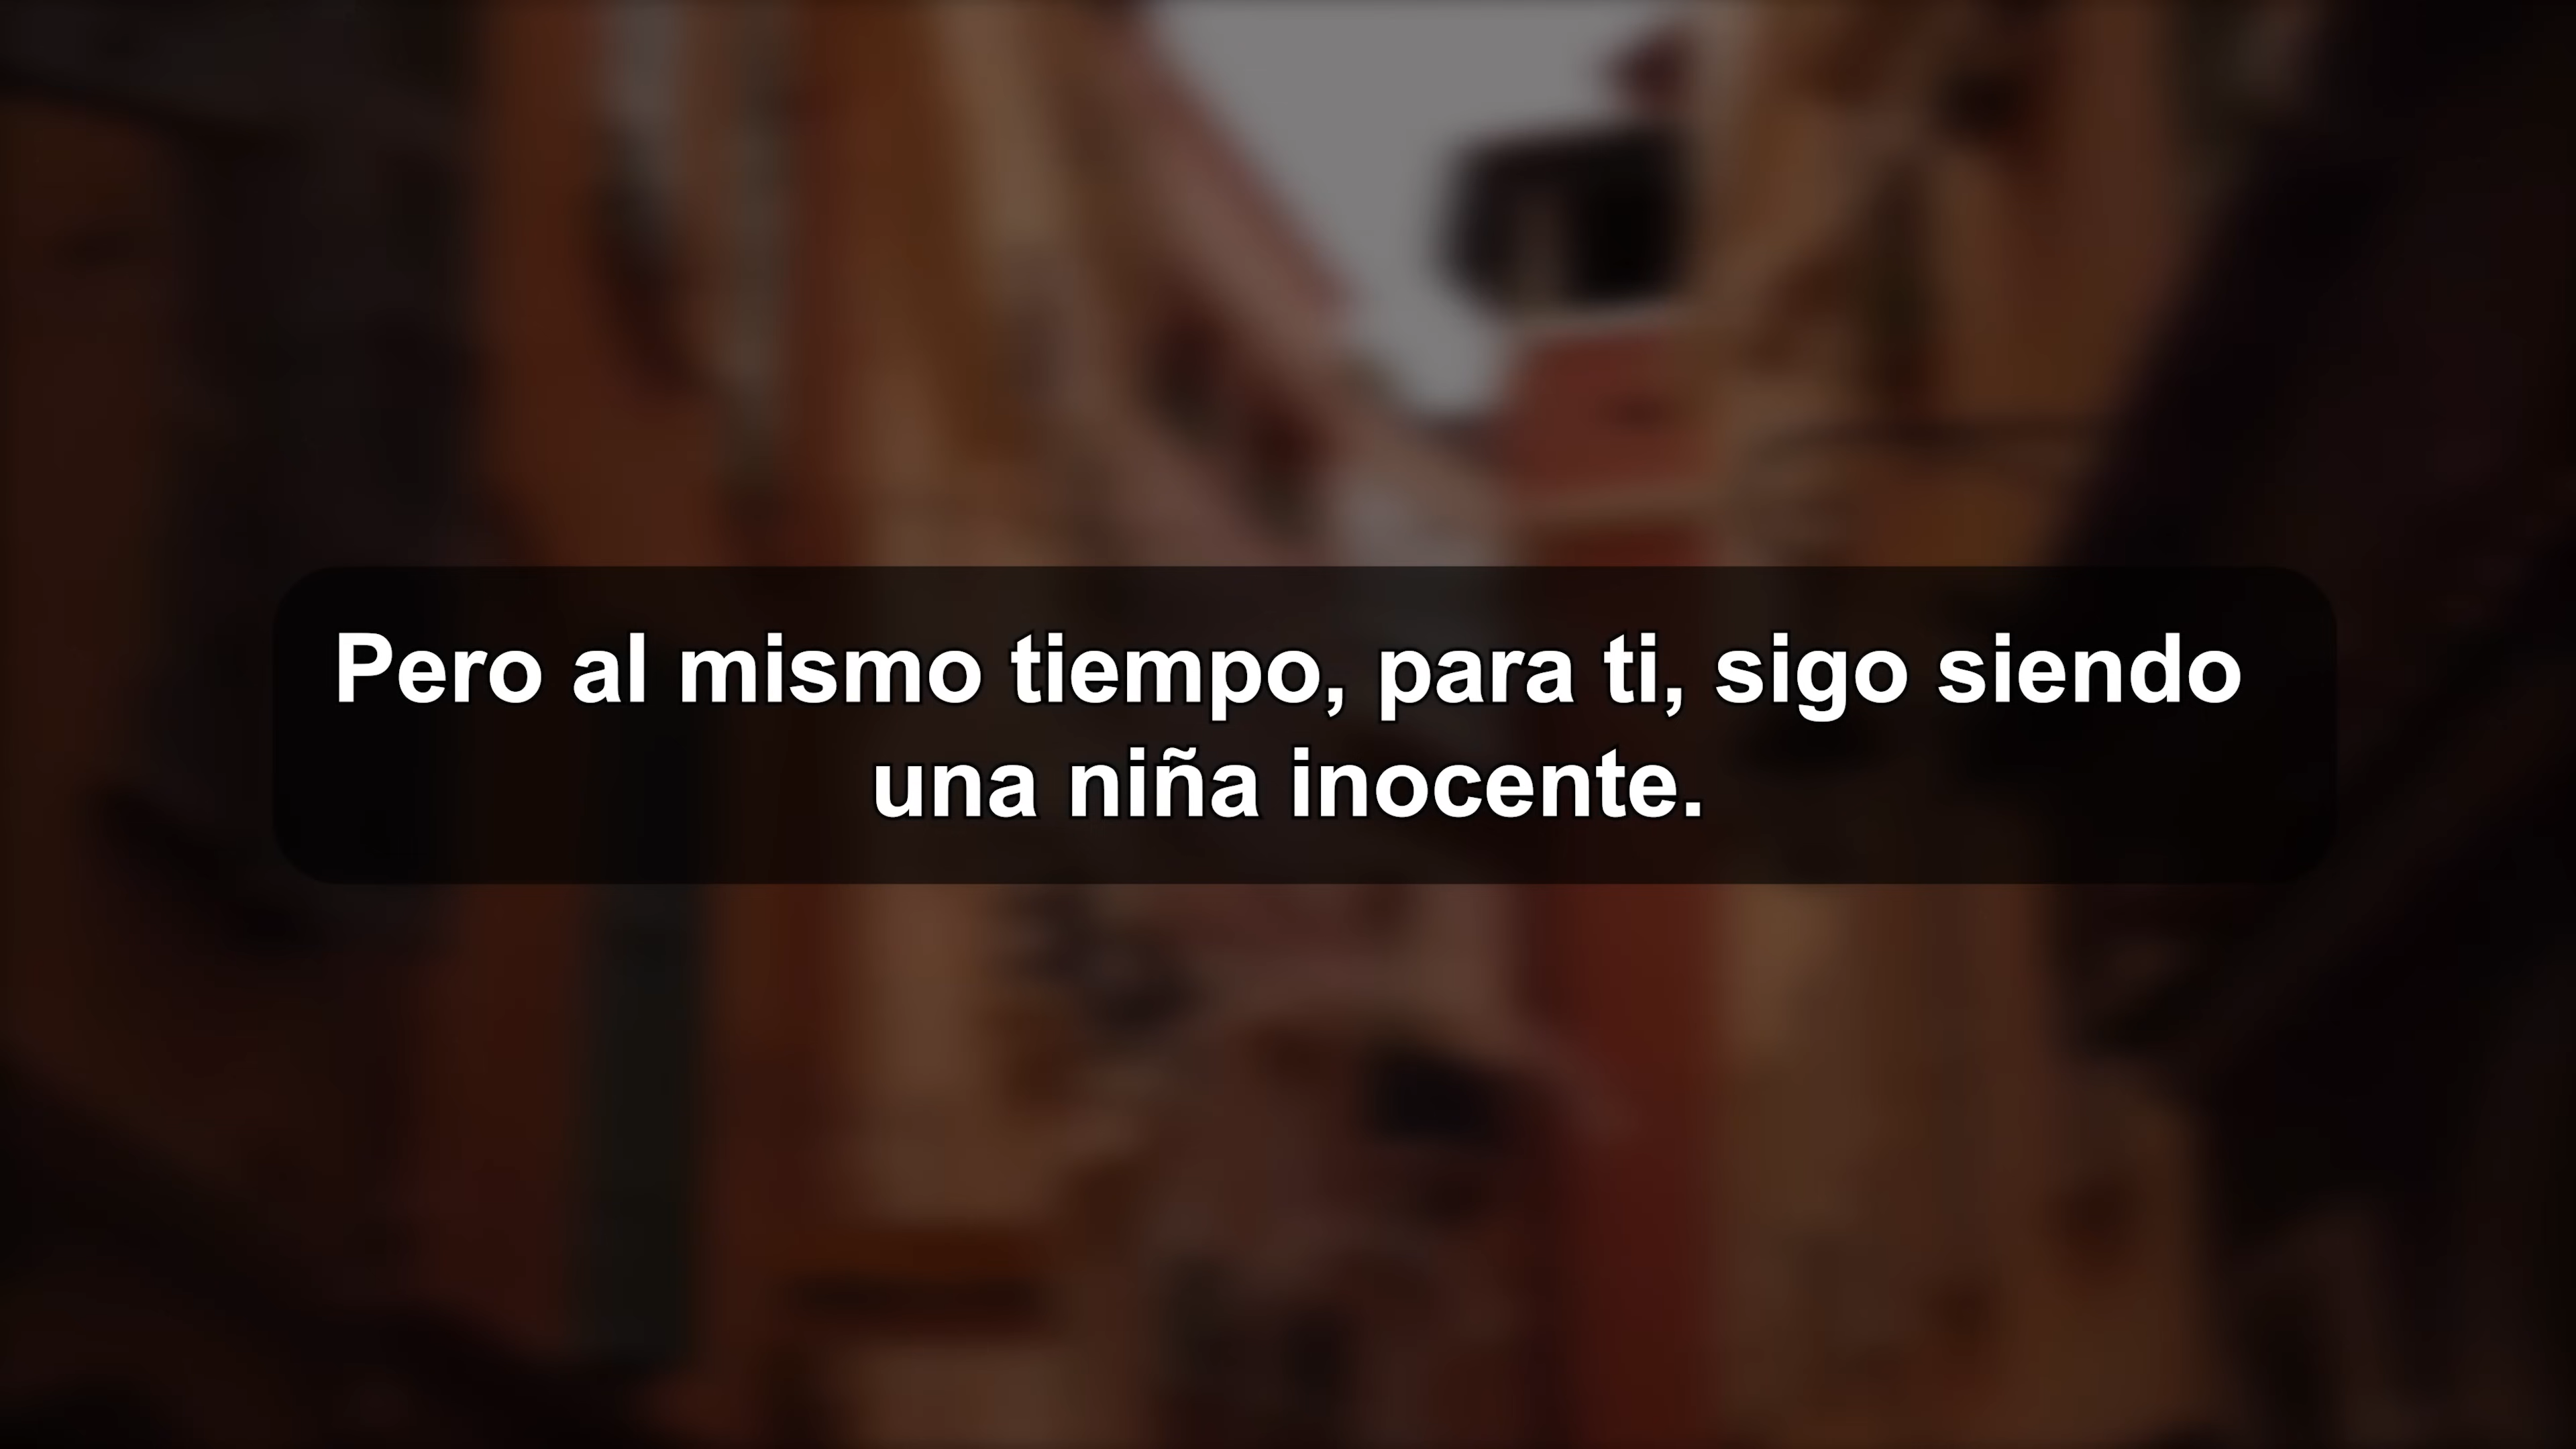 Pero al mismo tiempo, para ti, sigo siendo
una niña inocente.